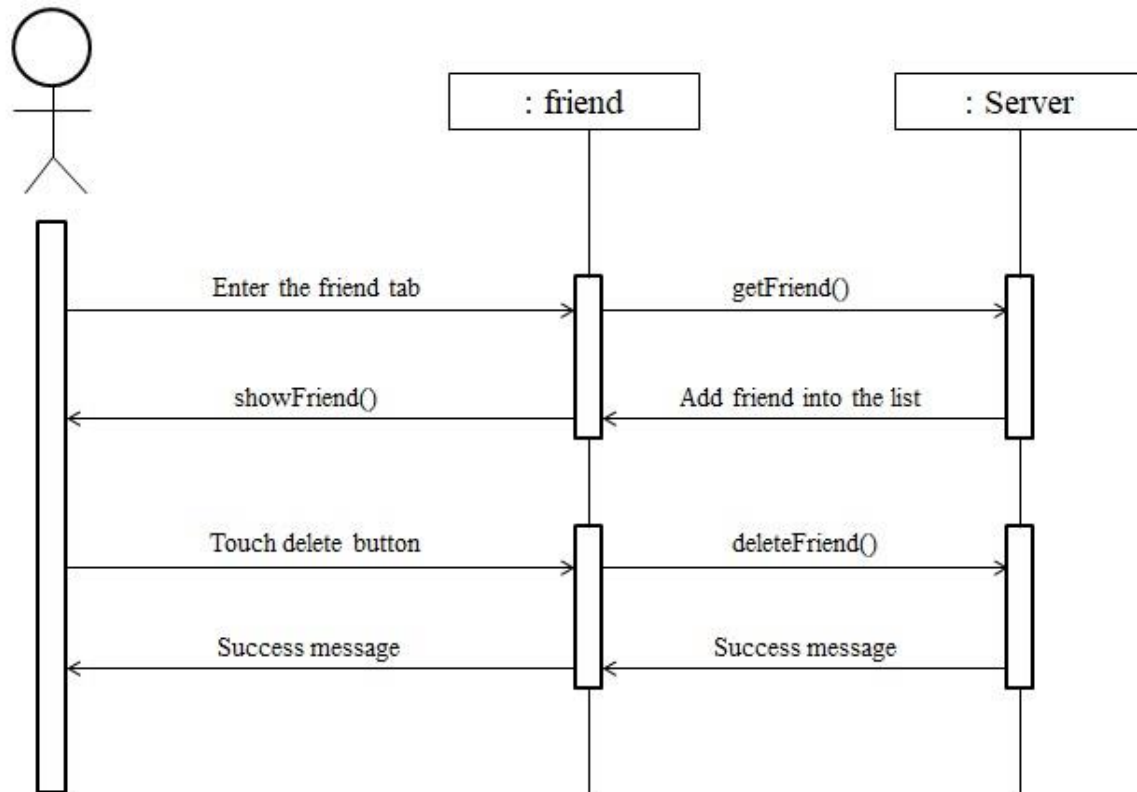 : friend
: Server
Enter the friend tab
getFriend()
showFriend()
Add friend into the list
Touch delete button
deleteFriend()
Success message
Success message